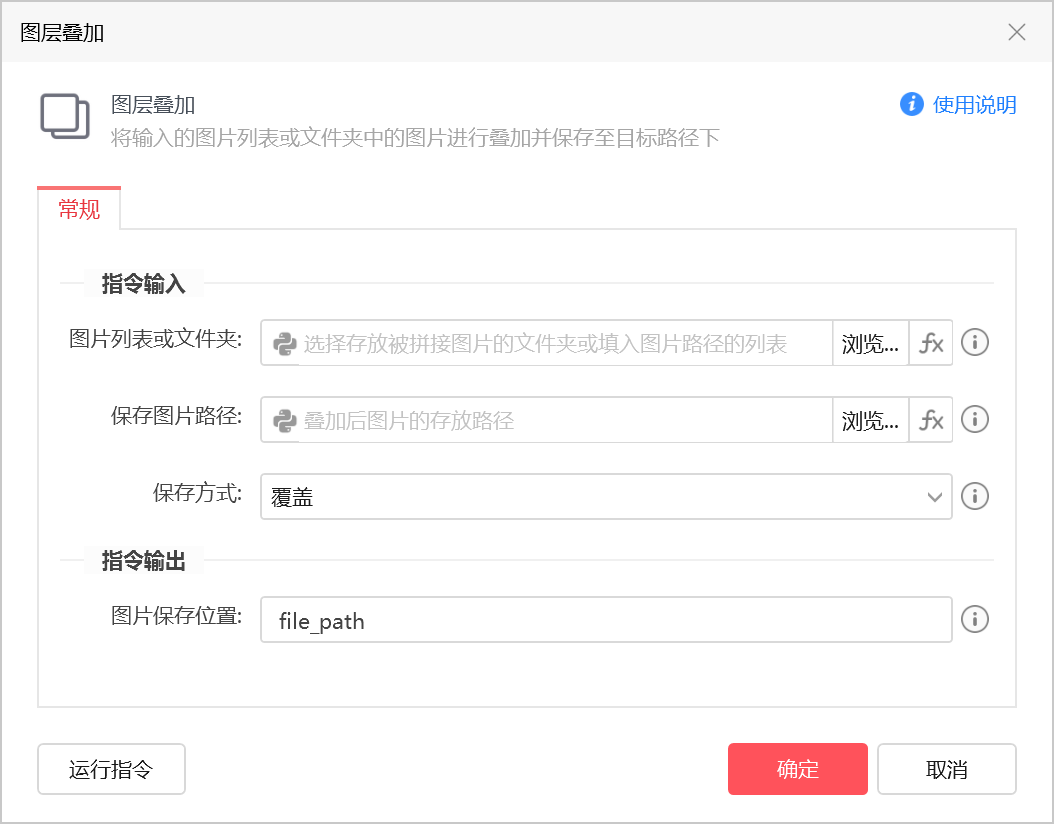 图层叠加
图层叠加
使用说明
将输入的图片列表或文件夹中的图片进行叠加并保存至目标路径下
常规
指令输入
图片列表或文件夹: 选择存放被拼接图片的文件夹或填入图片路径的列表 浏览... fx
保存图片路径: 叠加后图片的存放路径 浏览... fx
保存方式: 覆盖
指令输出
图片保存位置: file_path
运行指令 确定 取消